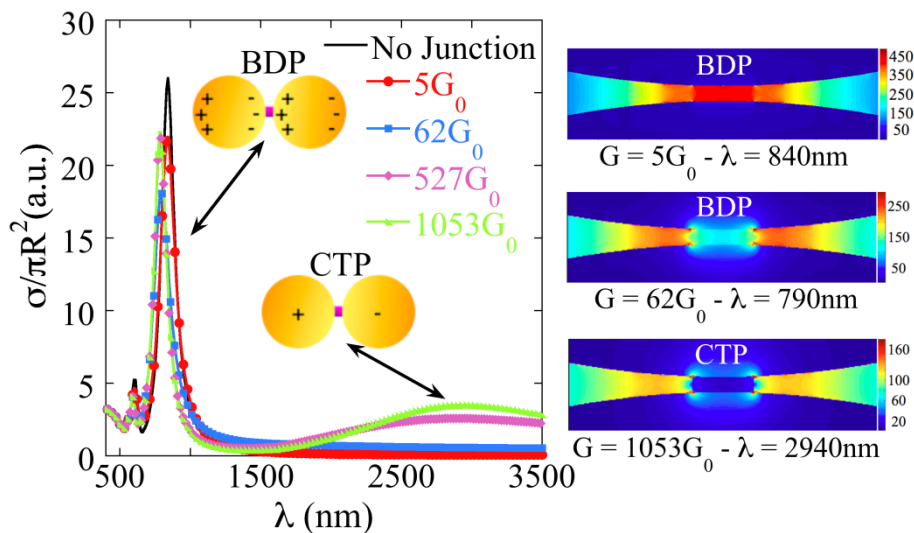 30
25
20
15
10
5
0
σ/πR²(a.u.)
500
1500
2500
3500
λ (nm)
No Junction
5G₀
62G₀
527G₀
1053G₀
BDP
+ - + -
+ - + -
+ - + -
CTP
+ -
BDP
450
350
250
150
50
G = 5G₀ - λ = 840nm
BDP
250
150
50
G = 62G₀ - λ = 790nm
CTP
160
100
60
20
G = 1053G₀ - λ = 2940nm